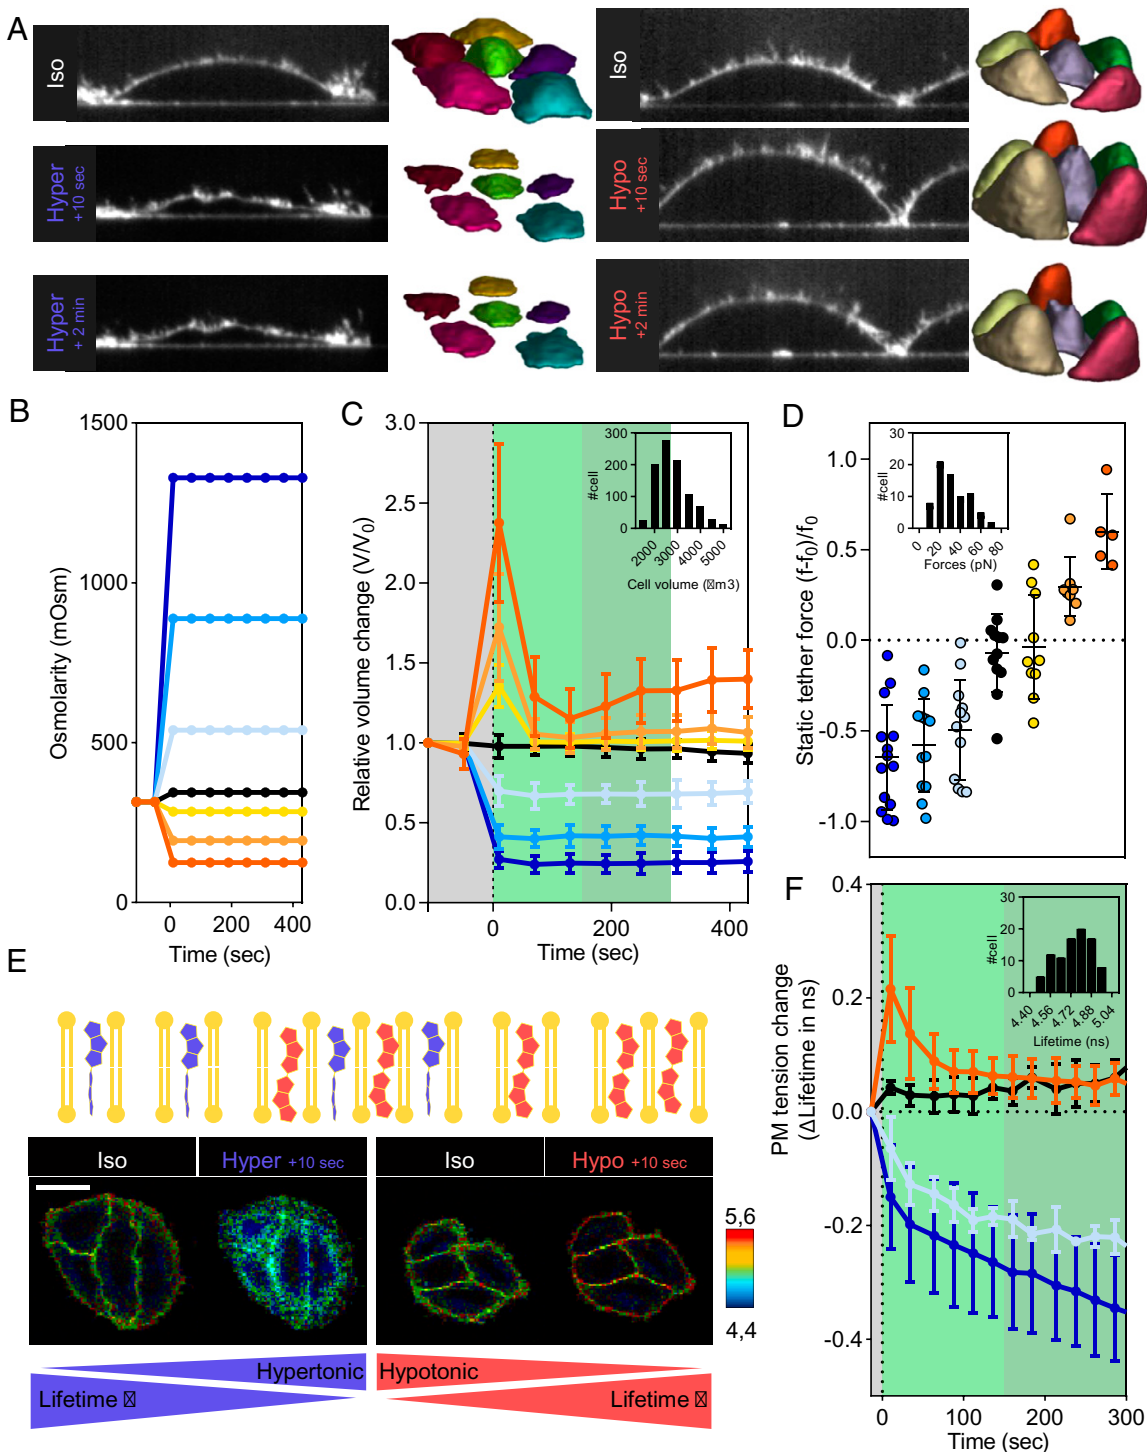 A
Iso
Hyper
+10 sec
Hyper
+ 2 min
Iso
Hypo
+10 sec
Hypo
+2 min
B
Osmolarity (mOsm)
1500
1000
500
0
0 200 400
Time (sec)
C
Relative volume change (V/V0)
3.0
2.5
2.0
1.5
1.0
0.5
0.0
0 200 400
Time (sec)
#cell
300
200
100
0
2000 3000 4000 5000
Cell volume (�m3)
D
Static tether force (f-f0)/f0
1.0
0.5
0.0
-0.5
-1.0
#cell
30
20
10
0
0 20 40 60 80
Forces (pN)
E
Iso
Hyper +10 sec
Iso
Hypo +10 sec
5,6
4,4
Hypertonic
Lifetime �
Hypotonic
Lifetime �
F
PM tension change
(ΔLifetime in ns)
0.4
0.2
0.0
-0.2
-0.4
0 100 200 300
Time (sec)
#cell
30
20
10
0
4.40 4.56 4.72 4.88 5.04
Lifetime (ns)